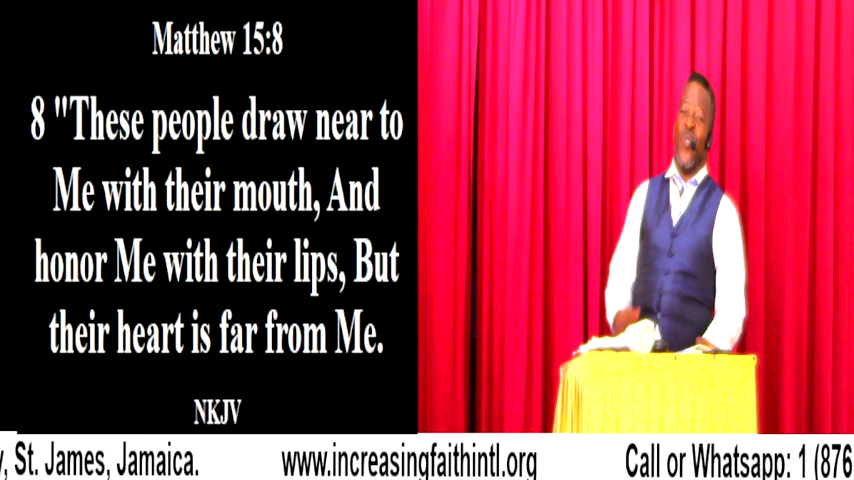 Matthew 15:8
8 "These people draw near to
Me with their mouth, And
honor Me with their lips, But
their heart is far from Me.
NKJV
, St. James, Jamaica. www.increasingfaithintl.org Call or Whatsapp: 1 (876